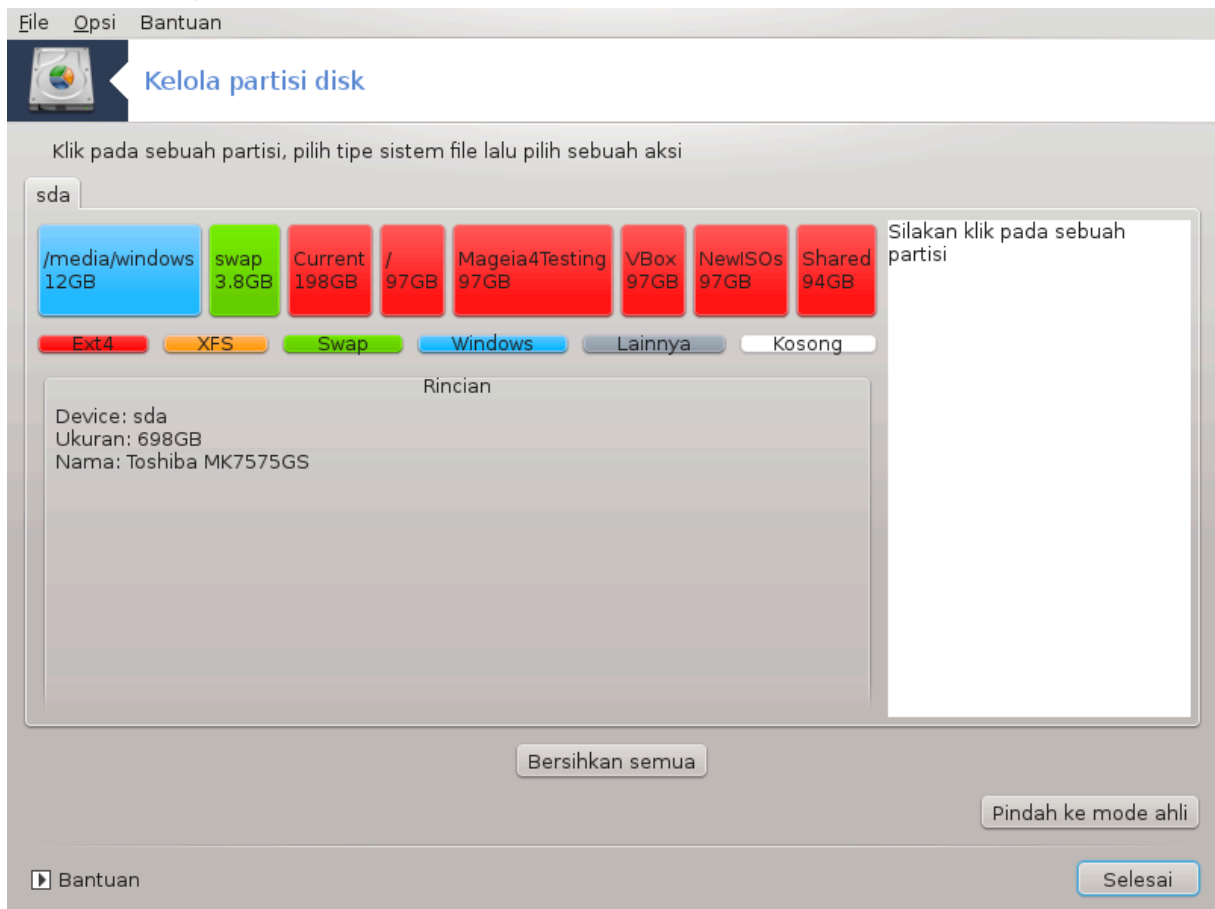 File Opsi Bantuan
Kelola partisi disk
Klik pada sebuah partisi, pilih tipe sistem file lalu pilih sebuah aksi
sda
/media/windows
12GB
swap
3.8GB
Current
198GB
/
97GB
Mageia4Testing
97GB
VBox
97GB
NewISOs
97GB
Shared
94GB
Silakan klik pada sebuah
partisi
Ext4 XFS Swap Windows Lainnya Kosong
Rincian
Device: sda
Ukuran: 698GB
Nama: Toshiba MK7575GS
Bersihkan semua
Pindah ke mode ahli
Bantuan
Selesai